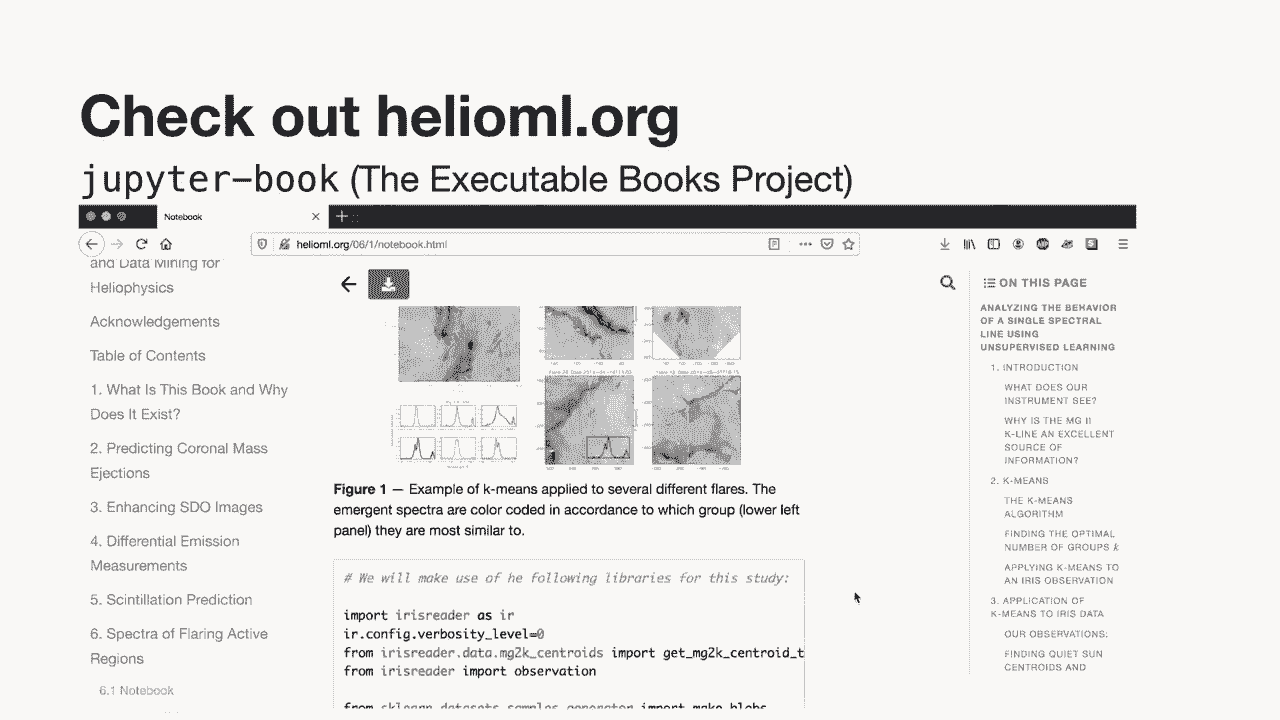 Check out helioml.org
jupyter-book (The Executable Books Project)
Notebook
helioml.org/06/1/notebook.html
and Data Mining for
Heliophysics
Acknowledgements
Table of Contents
1. What Is This Book and Why
Does It Exist?
2. Predicting Coronal Mass
Ejections
3. Enhancing SDO Images
4. Differential Emission
Measurements
5. Scintillation Prediction
6. Spectra of Flaring Active
Regions
6.1 Notebook
Figure 1 — Example of k-means applied to several different flares. The
emergent spectra are color coded in accordance to which group (lower left
panel) they are most similar to.
# We will make use of he following libraries for this study:
import irisreader as ir
ir.config.verbosity_level=0
from irisreader.data.mg2k_centroids import get_mg2k_centroid_t
from irisreader import observation
from sklearn.datasets.samples_generator import make_blobs
ON THIS PAGE
ANALYZING THE BEHAVIOR
OF A SINGLE SPECTRAL
LINE USING
UNSUPERVISED LEARNING
1. INTRODUCTION
WHAT DOES OUR
INSTRUMENT SEE?
WHY IS THE MG II
K-LINE AN EXCELLENT
SOURCE OF
INFORMATION?
2. K-MEANS
THE K-MEANS
ALGORITHM
FINDING THE OPTIMAL
NUMBER OF GROUPS k
APPLYING K-MEANS TO
AN IRIS OBSERVATION
3. APPLICATION OF
K-MEANS TO IRIS DATA
OUR OBSERVATIONS:
FINDING QUIET SUN
CENTROIDS AND